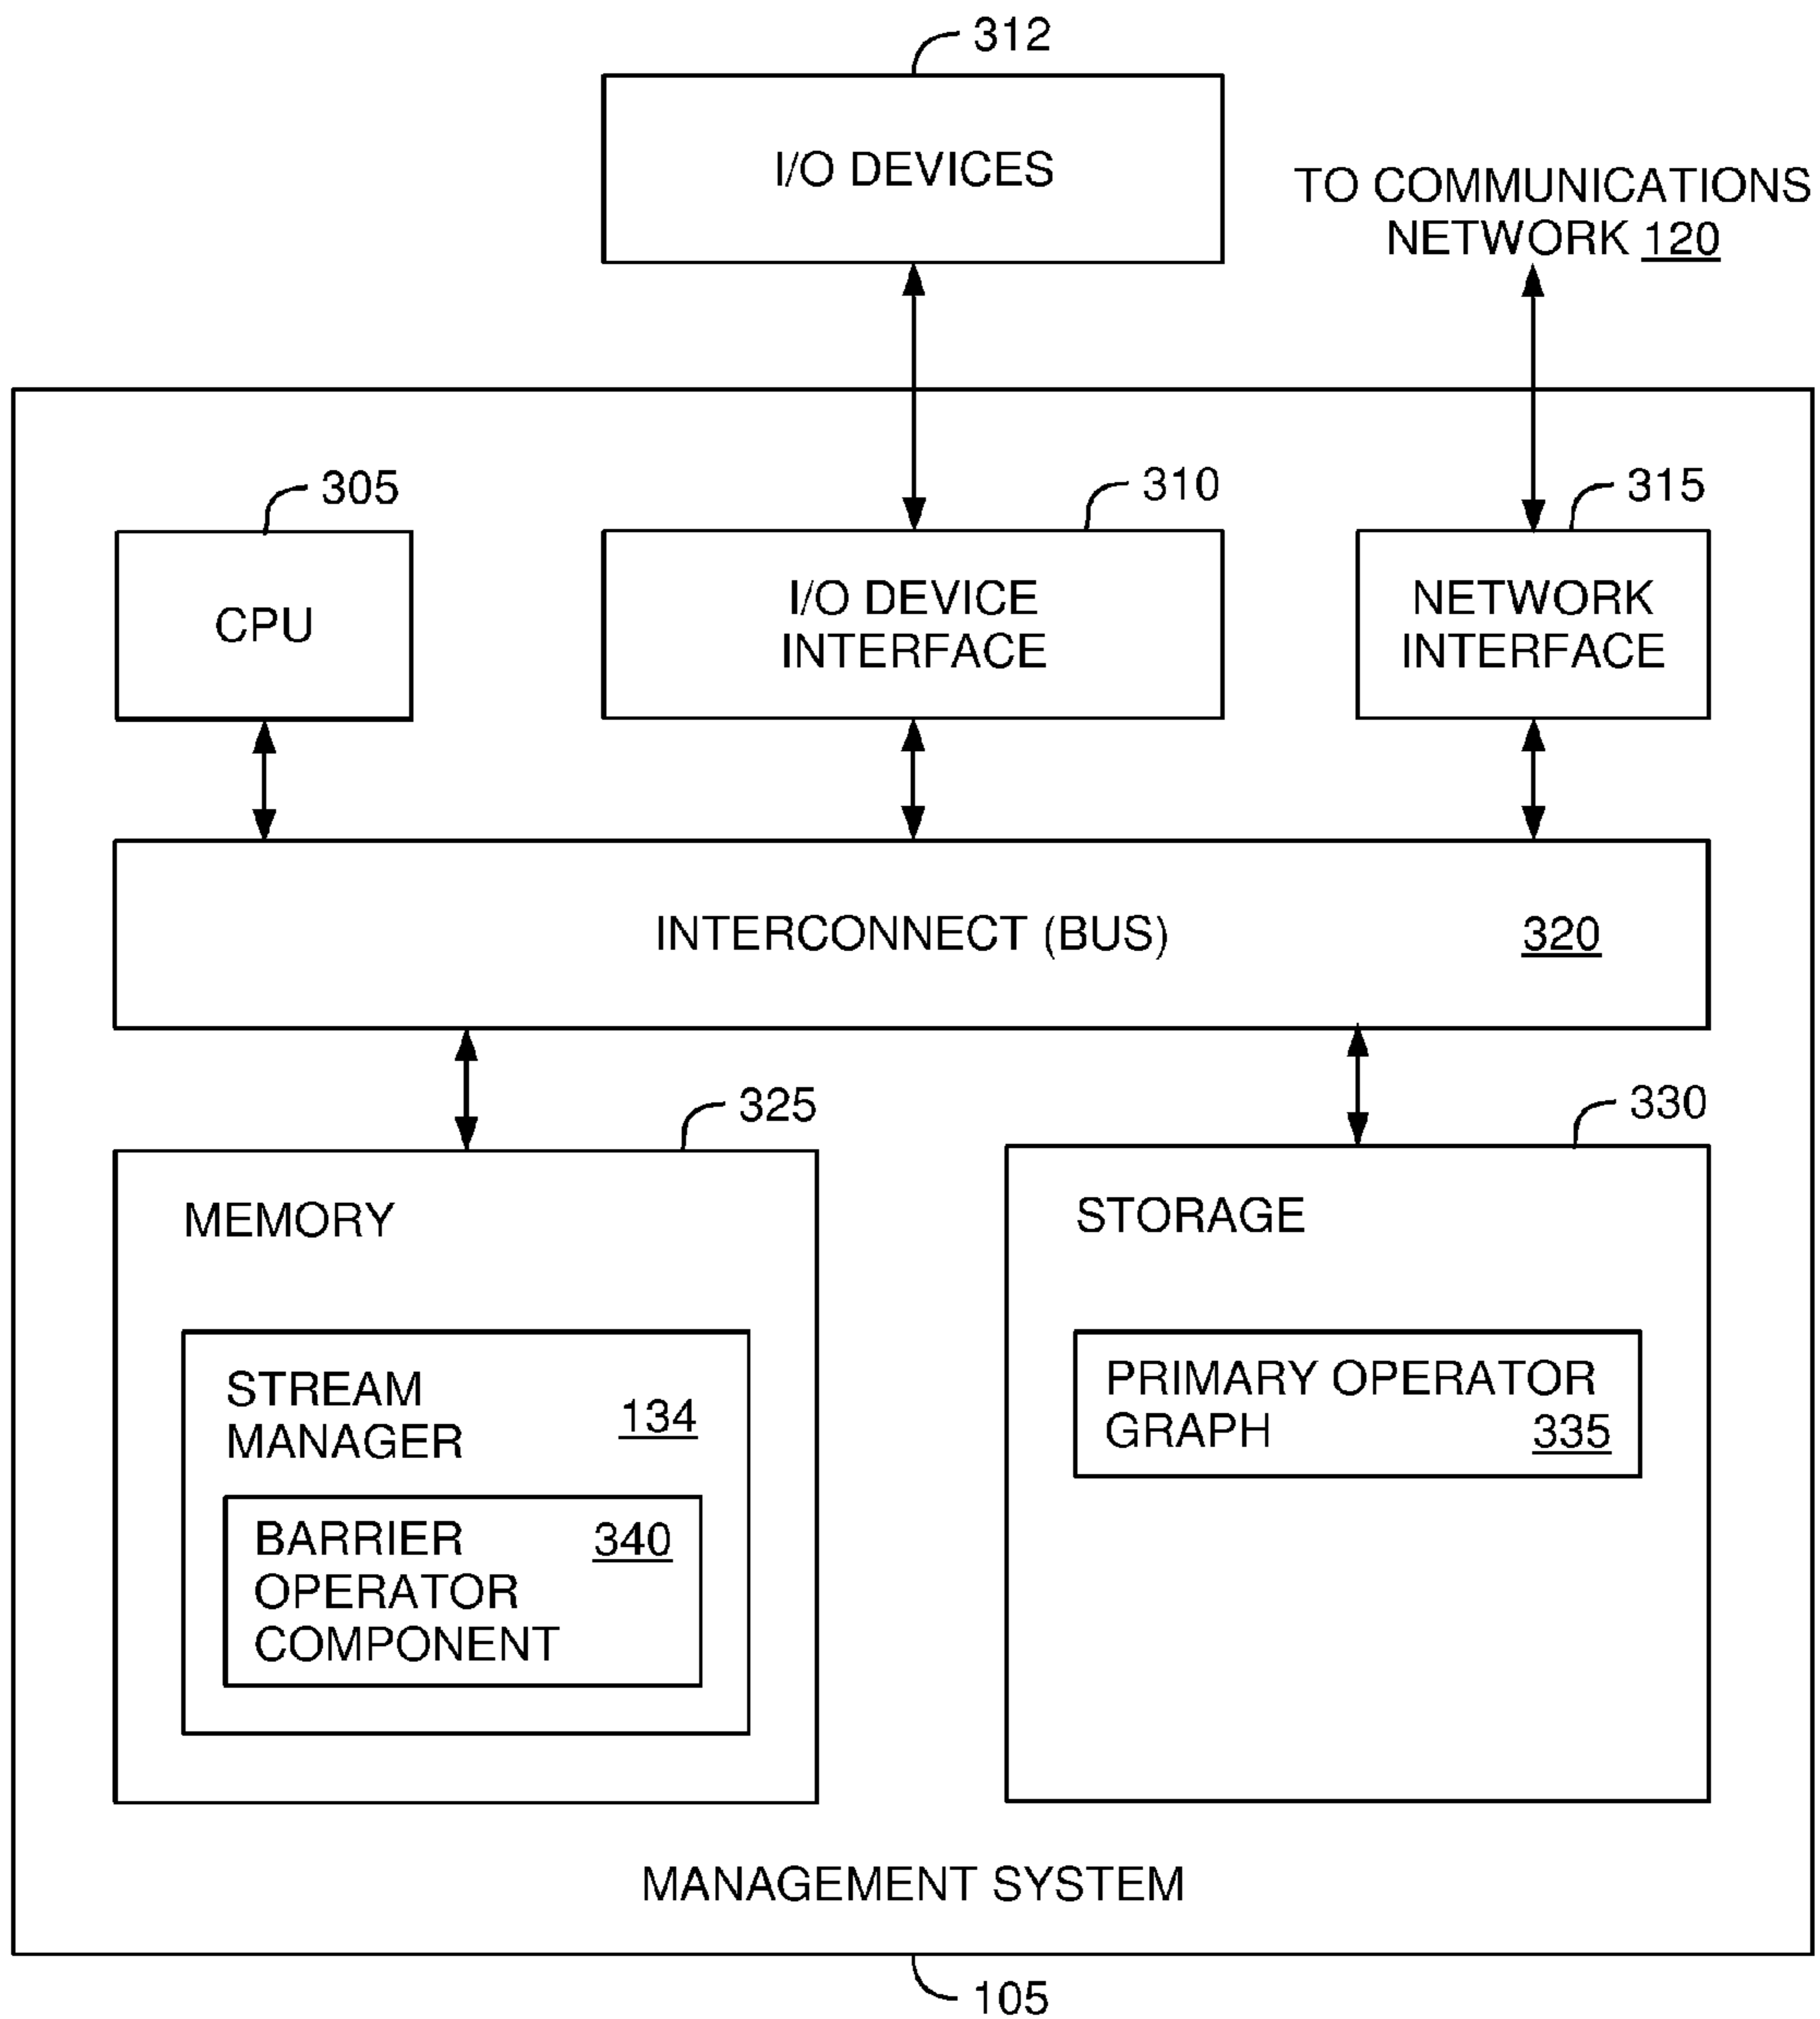 312
I/O DEVICES
TO COMMUNICATIONS
NETWORK 120
305
310
315
CPU
I/O DEVICE
INTERFACE
NETWORK
INTERFACE
INTERCONNECT (BUS) 320
325
330
MEMORY
STORAGE
STREAM
MANAGER 134
BARRIER 340
OPERATOR
COMPONENT
PRIMARY OPERATOR
GRAPH 335
MANAGEMENT SYSTEM
105